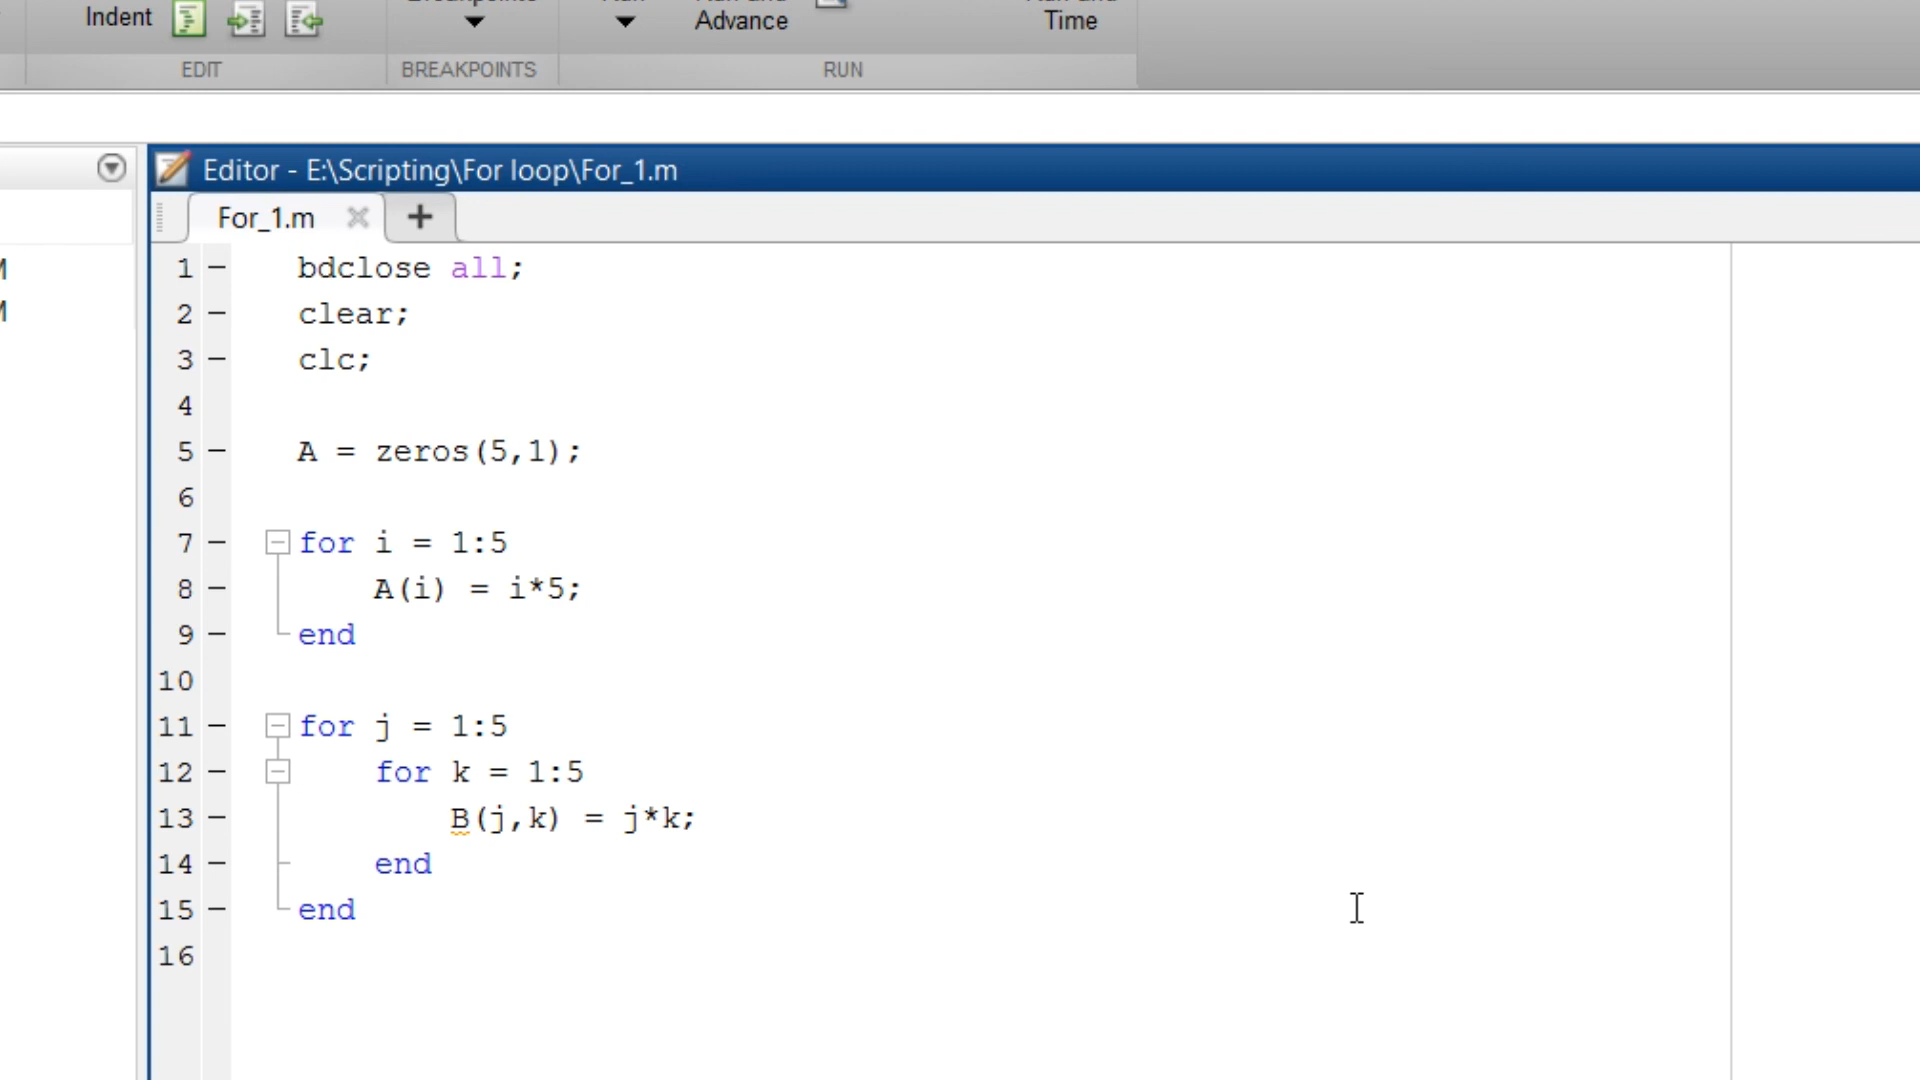 Indent
Advance
Time
EDIT
BREAKPOINTS
RUN
Editor - E:\Scripting\For loop\For_1.m
For_1.m
1 bdclose all;
2 clear;
3 clc;
4
5 A = zeros(5,1);
6
7 for i = 1:5
8 A(i) = i*5;
9 end
10
11 for j = 1:5
12 for k = 1:5
13 B(j,k) = j*k;
14 end
15 end
16